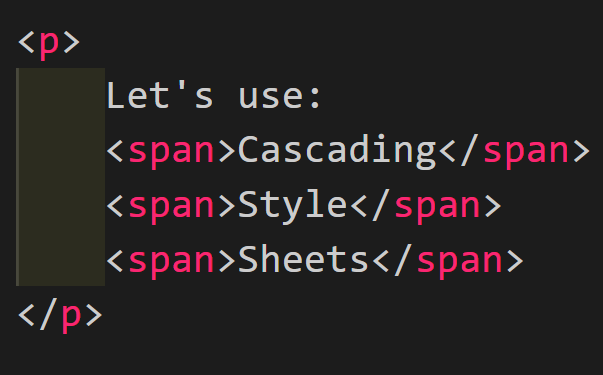 <p>
Let's use:
<span>Cascading</span>
<span>Style</span>
<span>Sheets</span>
</p>